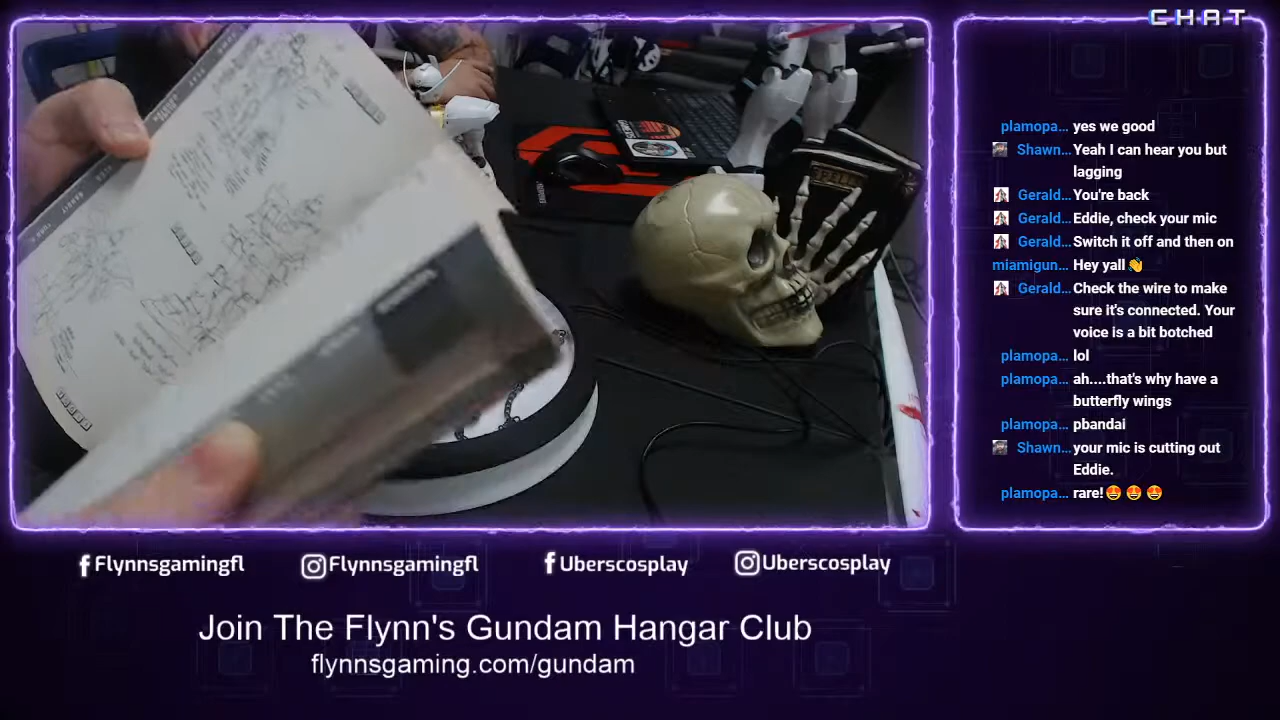 CHAT
plamopa... yes we good
Shawn... Yeah I can hear you but
lagging
Gerald... You're back
Gerald... Eddie, check your mic
Gerald... Switch it off and then on
miamigun... Hey yall👋
Gerald... Check the wire to make
sure it's connected. Your
voice is a bit botched
plamopa... lol
plamopa... ah....that's why have a
butterfly wings
plamopa... pbandai
Shawn... your mic is cutting out
Eddie.
plamopa... rare!🤩🤩🤩
Flynnsgamingfl Flynnsgamingfl Uberscosplay Uberscosplay
Join The Flynn's Gundam Hangar Club
flynnsgaming.com/gundam